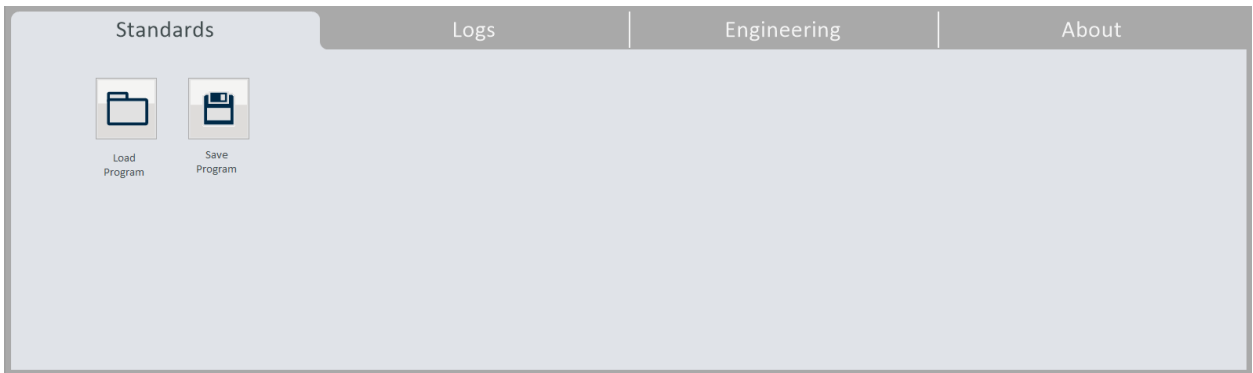 Standards
Logs
Engineering
About
Load
Program
Save
Program